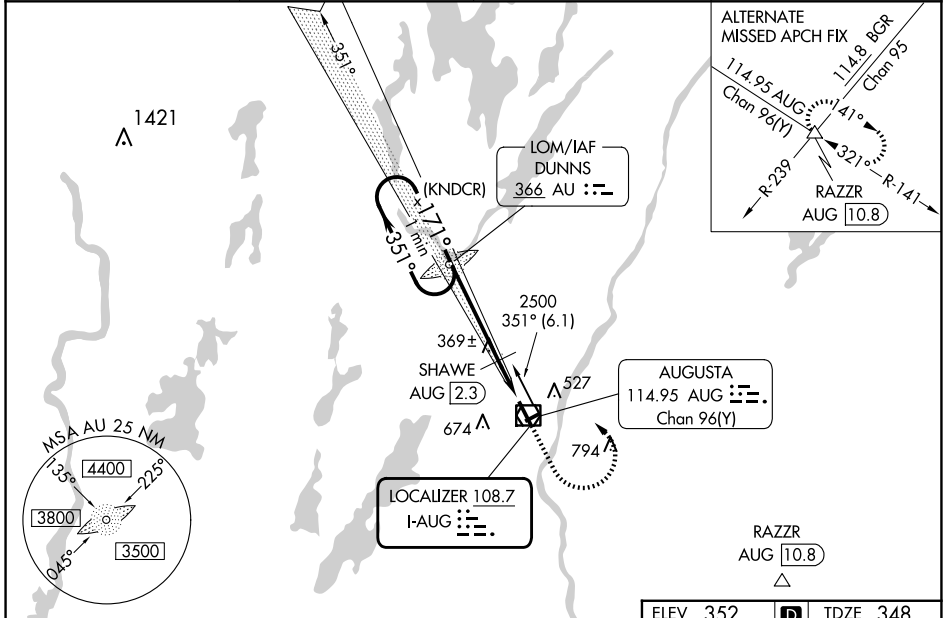 351°
1421
ALTERNATE
MISSED APCH FIX
114.8 BGR
Chan 95
114.95 AUG
Chan 96(Y)
141°
321°
R-141
R-239
RAZZR
AUG 10.8
LOM/IAF
DUNNS
366 AU
(KNDCR)
171°
1 min
351°
2500
351° (6.1)
369±
SHAWE
AUG 2.3
527
674
794
AUGUSTA
114.95 AUG
Chan 96(Y)
LOCALIZER 108.7
I-AUG
MSA AU 25 NM
135°
4400
225°
3800
045°
3500
RAZZR
AUG 10.8
ELEV 352 D TDZE 348